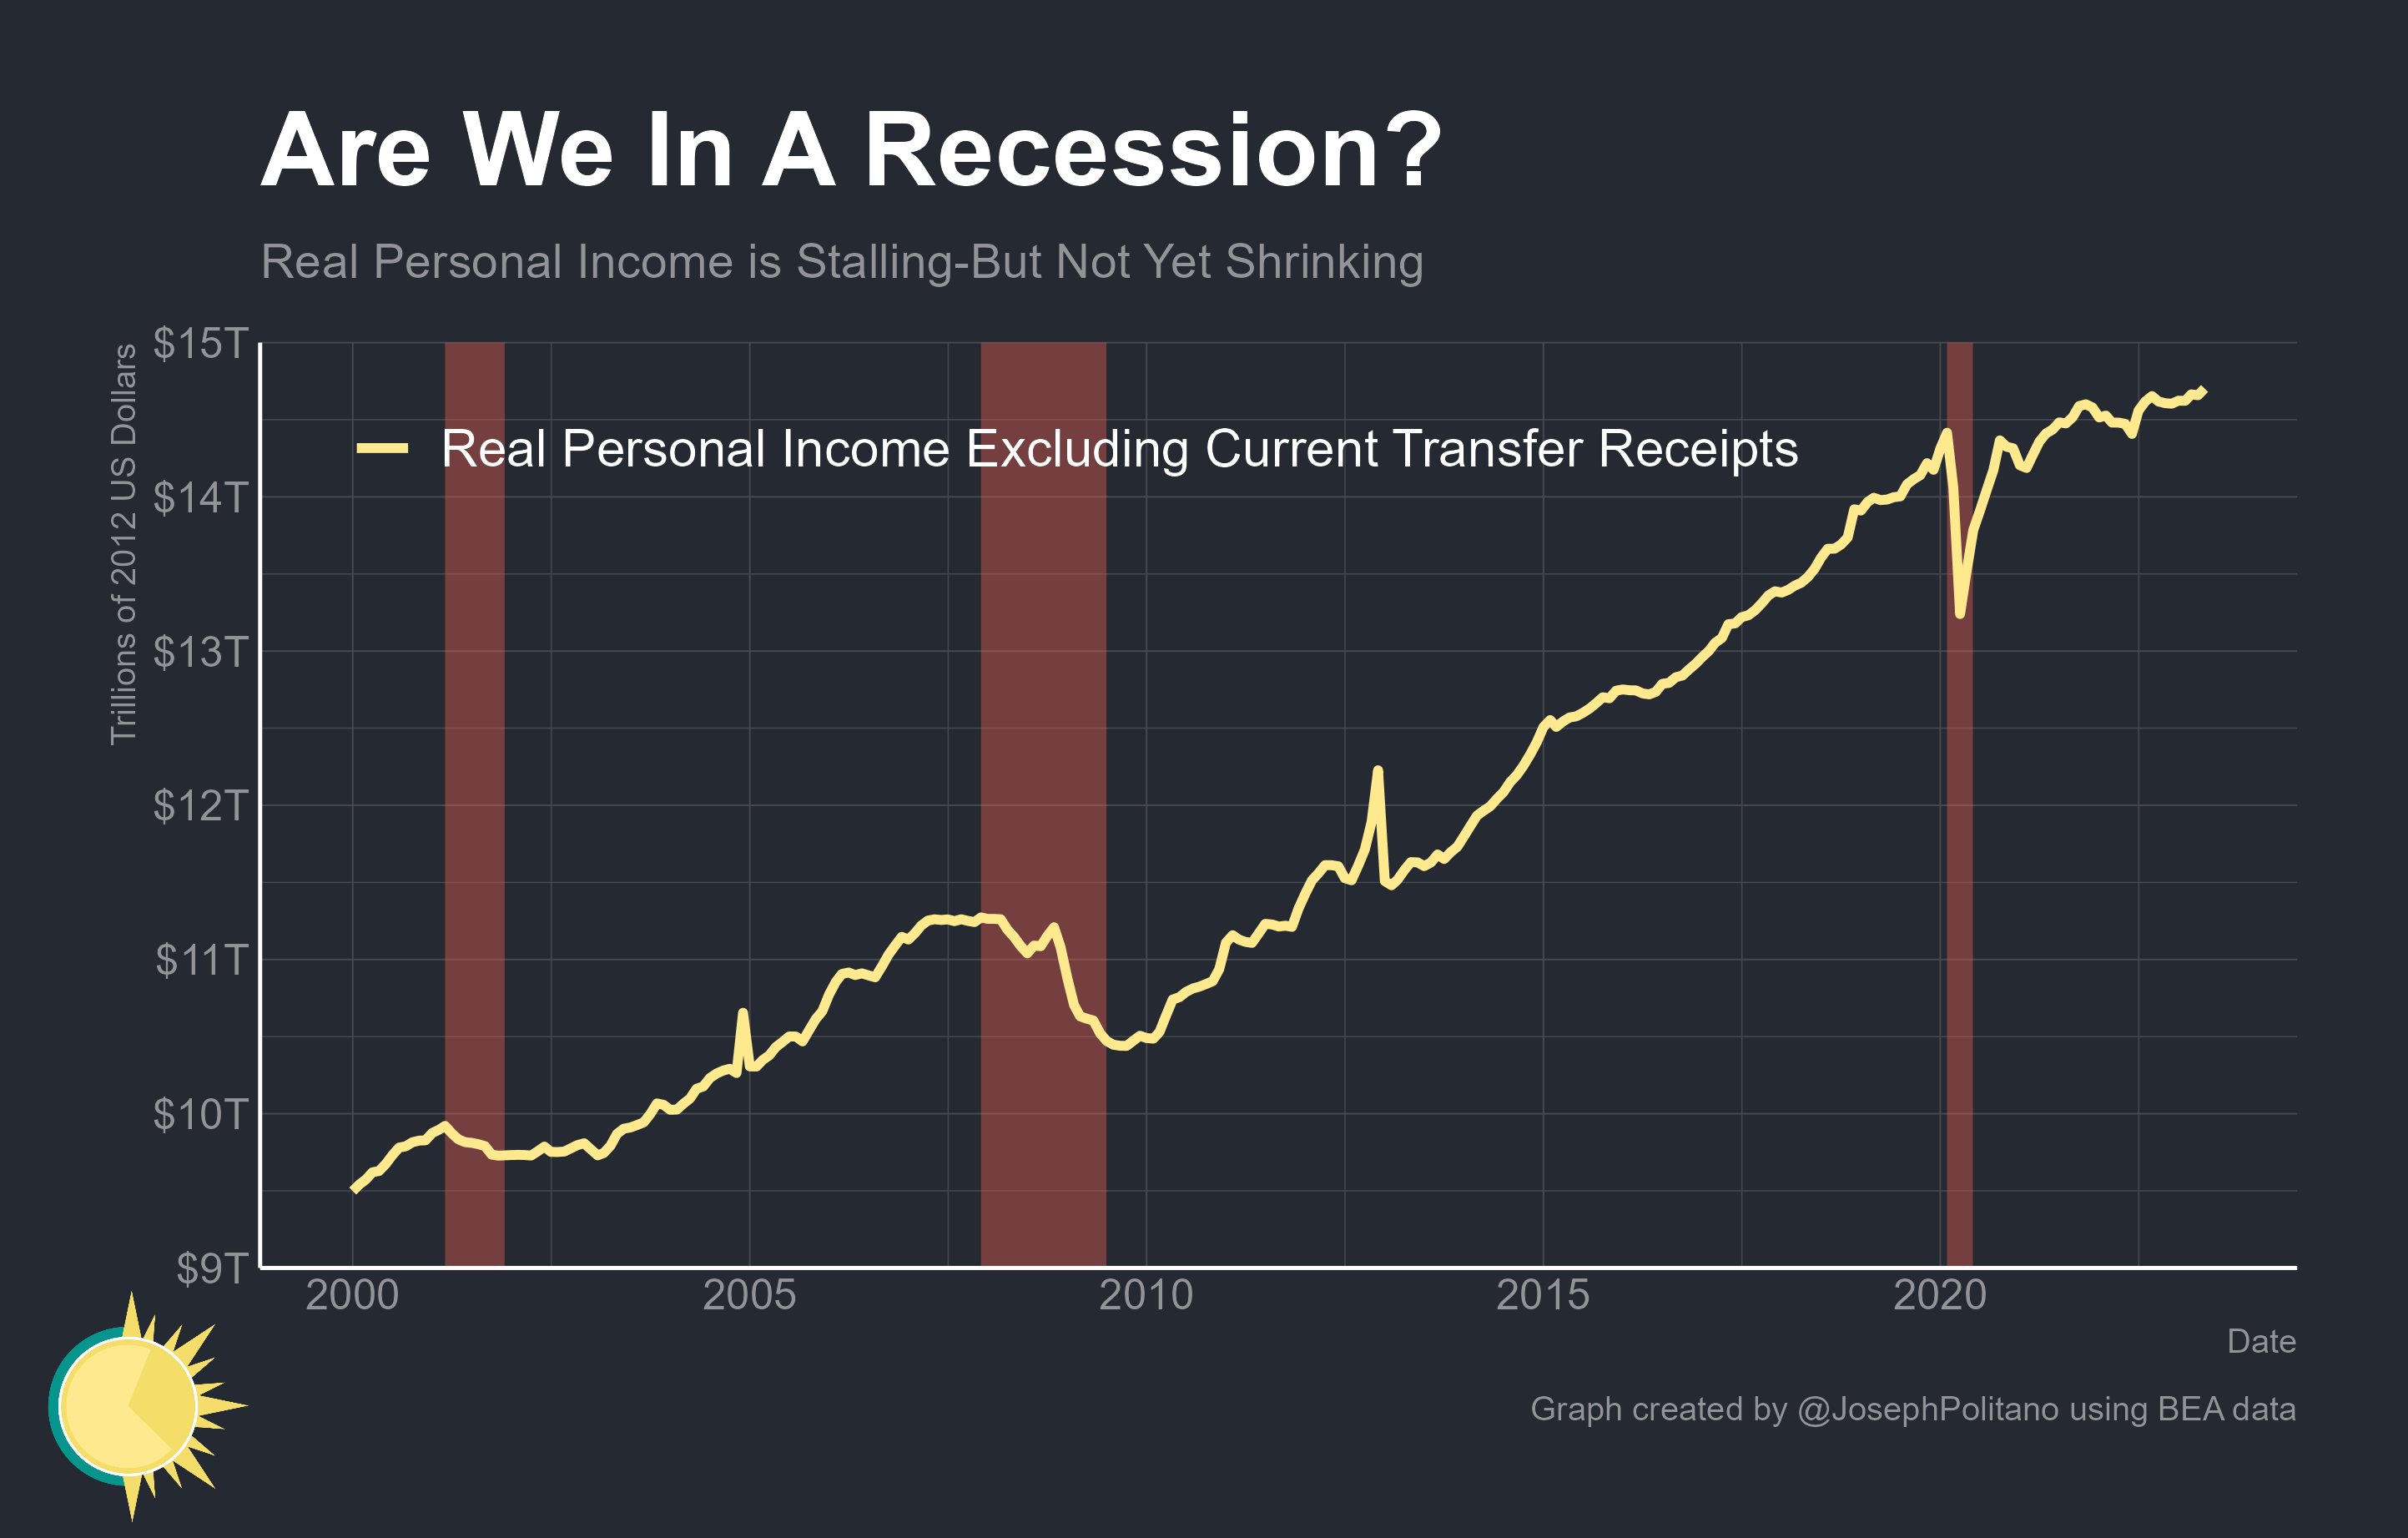 Are We In A Recession?
Real Personal Income is Stalling-But Not Yet Shrinking
Trillions of 2012 US Dollars
$15T
$14T
$13T
$12T
$11T
$10T
$9T
Real Personal Income Excluding Current Transfer Receipts
2000 2005 2010 2015 2020
Date
Graph created by @JosephPolitano using BEA data